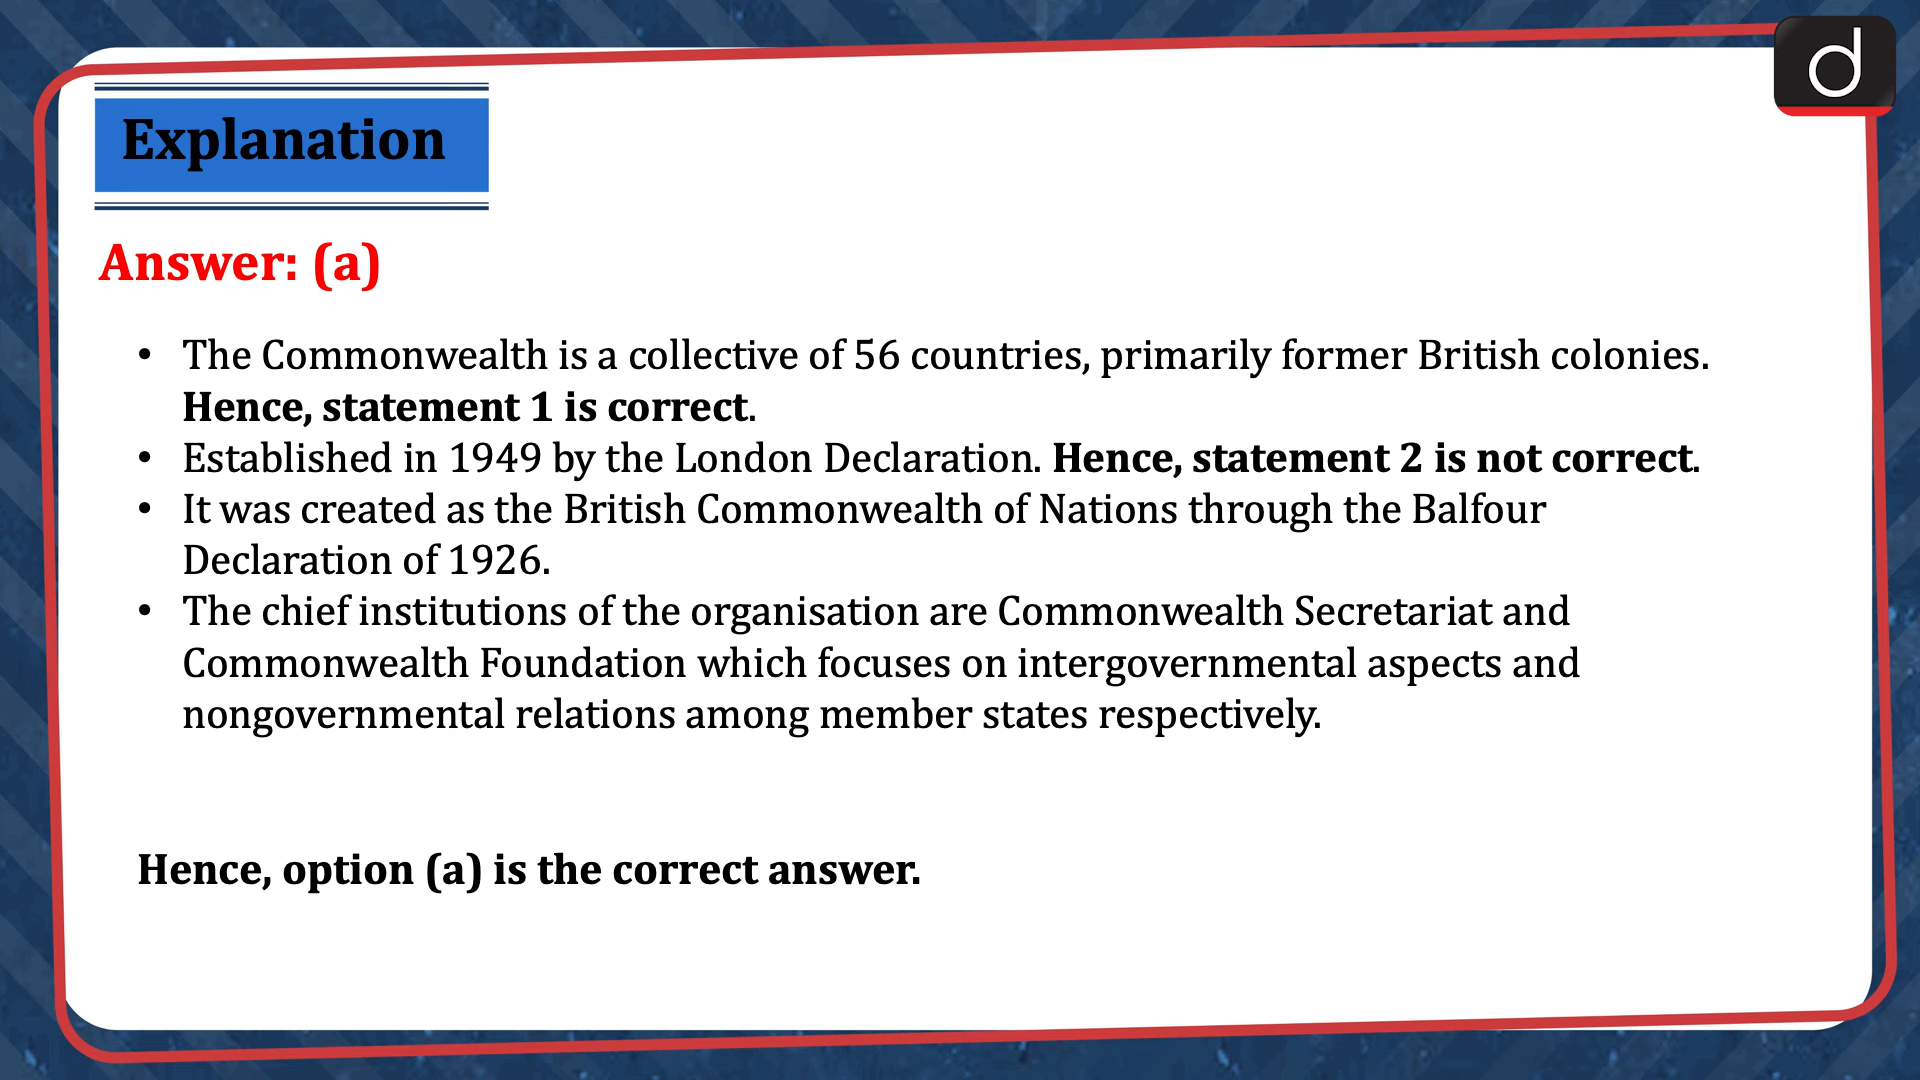 d
Explanation
Answer: (a)
• The Commonwealth is a collective of 56 countries, primarily former British colonies.
Hence, statement 1 is correct.
• Established in 1949 by the London Declaration. Hence, statement 2 is not correct.
• It was created as the British Commonwealth of Nations through the Balfour
Declaration of 1926.
• The chief institutions of the organisation are Commonwealth Secretariat and
Commonwealth Foundation which focuses on intergovernmental aspects and
nongovernmental relations among member states respectively.
Hence, option (a) is the correct answer.